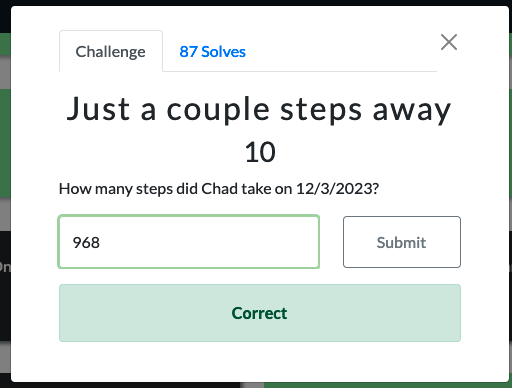 Challenge
87 Solves
Just a couple steps away
10
How many steps did Chad take on 12/3/2023?
968
Submit
Correct